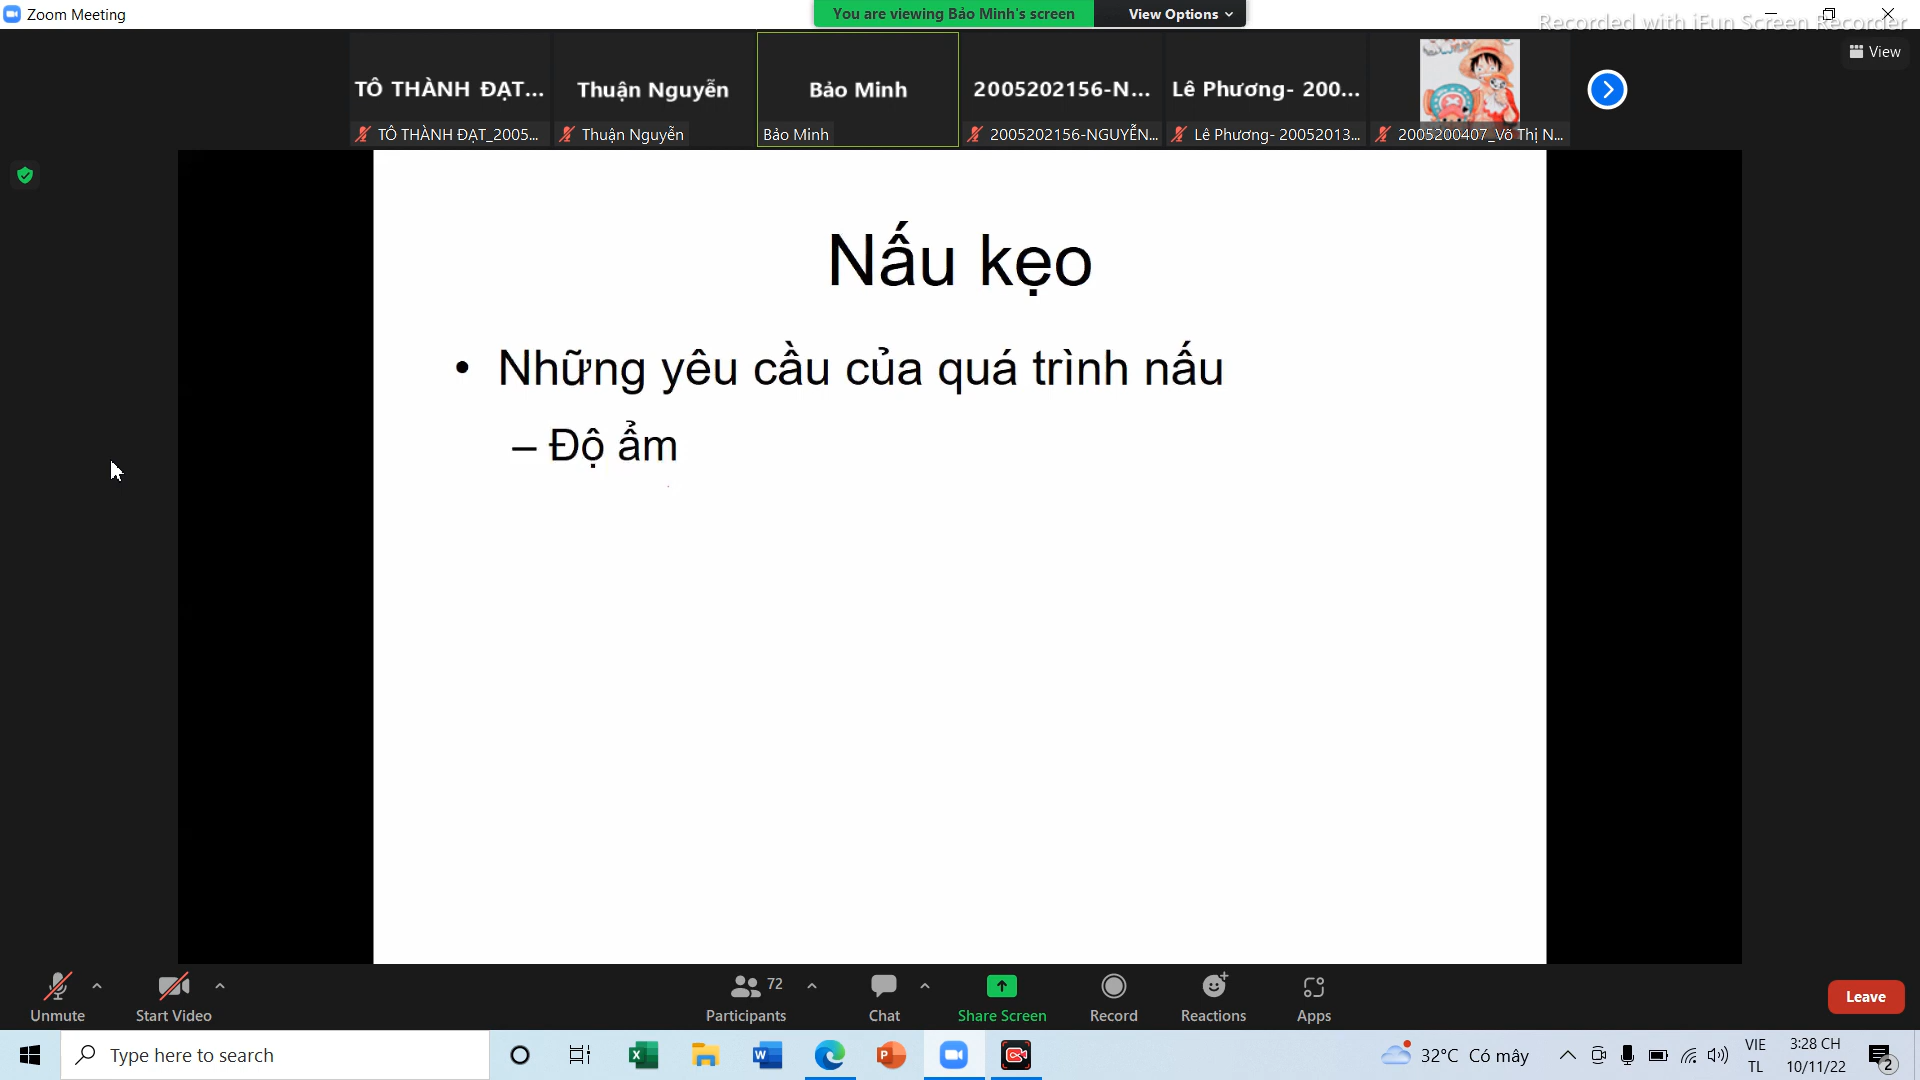 Zoom Meeting
You are viewing Bảo Minh's screen
View Options
Recorded with iFun Screen Recorder
View
TÔ THÀNH ĐẠT...
Thuận Nguyễn
Bảo Minh
2005202156-N...
Lê Phương- 200...
TÔ THÀNH ĐẠT_2005...
Thuận Nguyễn
Bảo Minh
2005202156-NGUYỄN...
Lê Phương- 20052013...
2005200407_Võ Thị N...
Nấu kẹo
• Những yêu cầu của quá trình nấu
– Độ ẩm
Unmute
Start Video
72
Participants
Chat
Share Screen
Record
Reactions
Apps
Leave
Type here to search
32°C Có mây
VIE
TL
3:28 CH
10/11/22
2